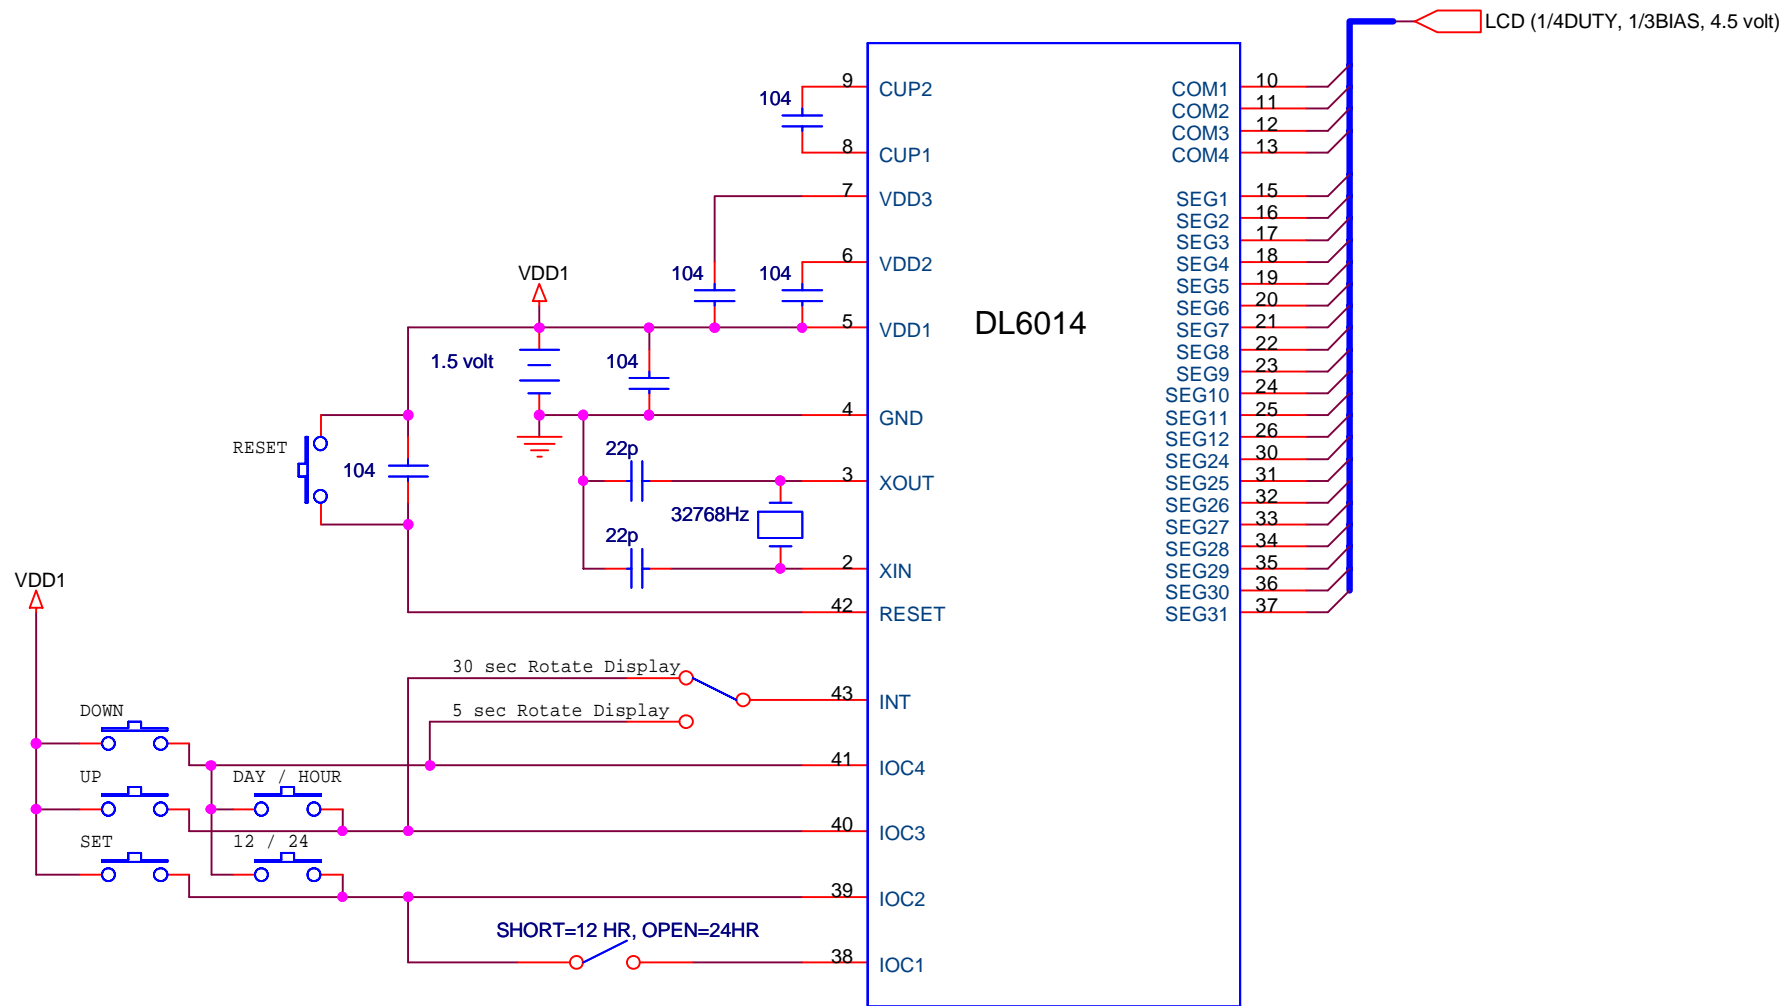 LCD (1/4DUTY, 1/3BIAS, 4.5 volt)
9 CUP2
104
8 CUP1
7 VDD3
6 VDD2
104
104
VDD1
5 VDD1
DL6014
1.5 volt
104
4 GND
RESET
104
22p
3 XOUT
32768Hz
22p
2 XIN
42 RESET
VDD1
30 sec Rotate Display
43 INT
5 sec Rotate Display
DOWN
41 IOC4
UP
DAY / HOUR
40 IOC3
SET
12 / 24
39 IOC2
SHORT=12 HR, OPEN=24HR
38 IOC1
COM1 10
COM2 11
COM3 12
COM4 13
SEG1 15
SEG2 16
SEG3 17
SEG4 18
SEG5 19
SEG6 20
SEG7 21
SEG8 22
SEG9 23
SEG10 24
SEG11 25
SEG12 26
SEG24 30
SEG25 31
SEG26 32
SEG27 33
SEG28 34
SEG29 35
SEG30 36
SEG31 37